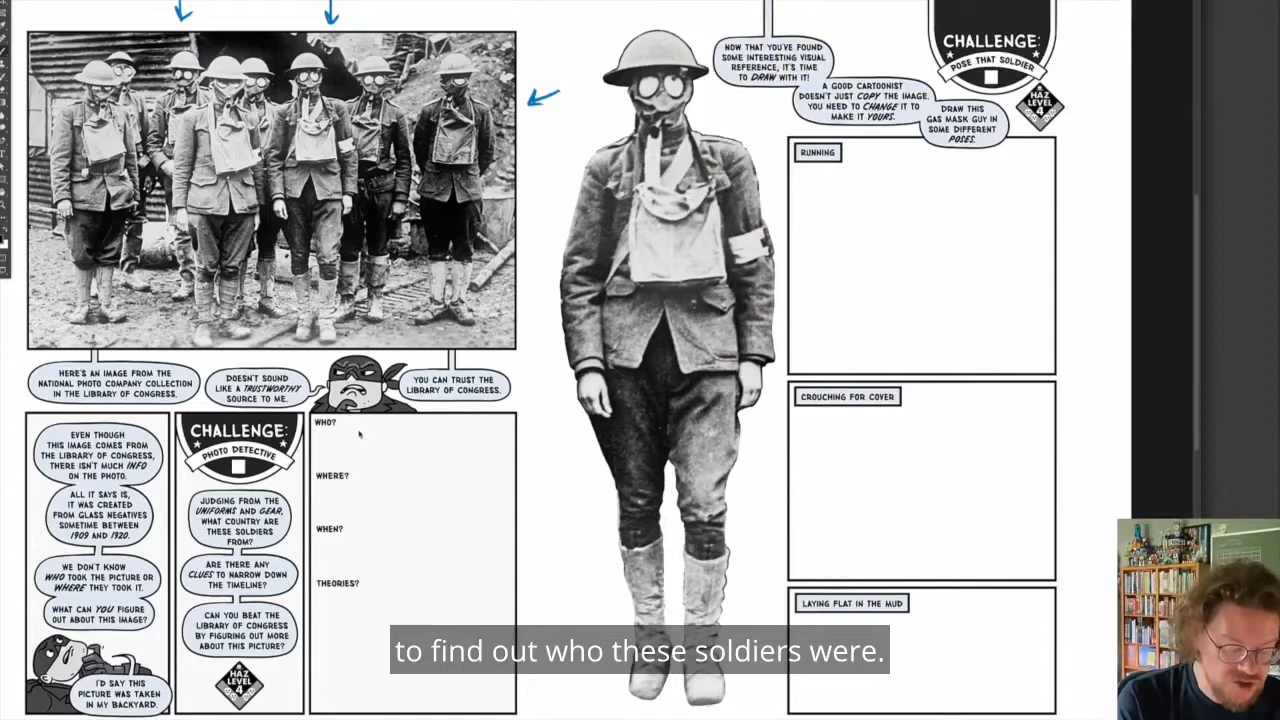 HERE'S AN IMAGE FROM THE
NATIONAL PHOTO COMPANY COLLECTION
IN THE LIBRARY OF CONGRESS.
DOESN'T SOUND
LIKE A TRUSTWORTHY
SOURCE TO ME.
YOU CAN TRUST THE
LIBRARY OF CONGRESS.
EVEN THOUGH
THIS IMAGE COMES FROM
THE LIBRARY OF CONGRESS,
THERE ISN'T MUCH INFO
ON THE PHOTO.
ALL IT SAYS IS,
IT WAS CREATED
FROM GLASS NEGATIVES
SOMETIME BETWEEN
1909 AND 1920.
WE DON'T KNOW
WHO TOOK THE PICTURE OR
WHERE THEY TOOK IT.
WHAT CAN YOU FIGURE
OUT ABOUT THIS IMAGE?
I'D SAY THIS
PICTURE WAS TAKEN
IN MY BACKYARD.
CHALLENGE:
PHOTO DETECTIVE
JUDGING FROM THE
UNIFORMS AND GEAR,
WHAT COUNTRY ARE
THESE SOLDIERS
FROM?
ARE THERE ANY
CLUES TO NARROW DOWN
THE TIMELINE?
CAN YOU BEAT THE
LIBRARY OF CONGRESS
BY FIGURING OUT MORE
ABOUT THIS PICTURE?
HAZ
LEVEL
4
WHO?
WHERE?
WHEN?
THEORIES?
NOW THAT YOU'VE FOUND
SOME INTERESTING VISUAL
REFERENCE, IT'S TIME
TO DRAW WITH IT!
A GOOD CARTOONIST
DOESN'T JUST COPY THE IMAGE.
YOU NEED TO CHANGE IT TO
MAKE IT YOURS.
DRAW THIS
GAS MASK GUY IN
SOME DIFFERENT
POSES.
CHALLENGE:
POSE THAT SOLDIER
HAZ
LEVEL
4
RUNNING
CROUCHING FOR COVER
LAYING FLAT IN THE MUD
to find out who these soldiers were.